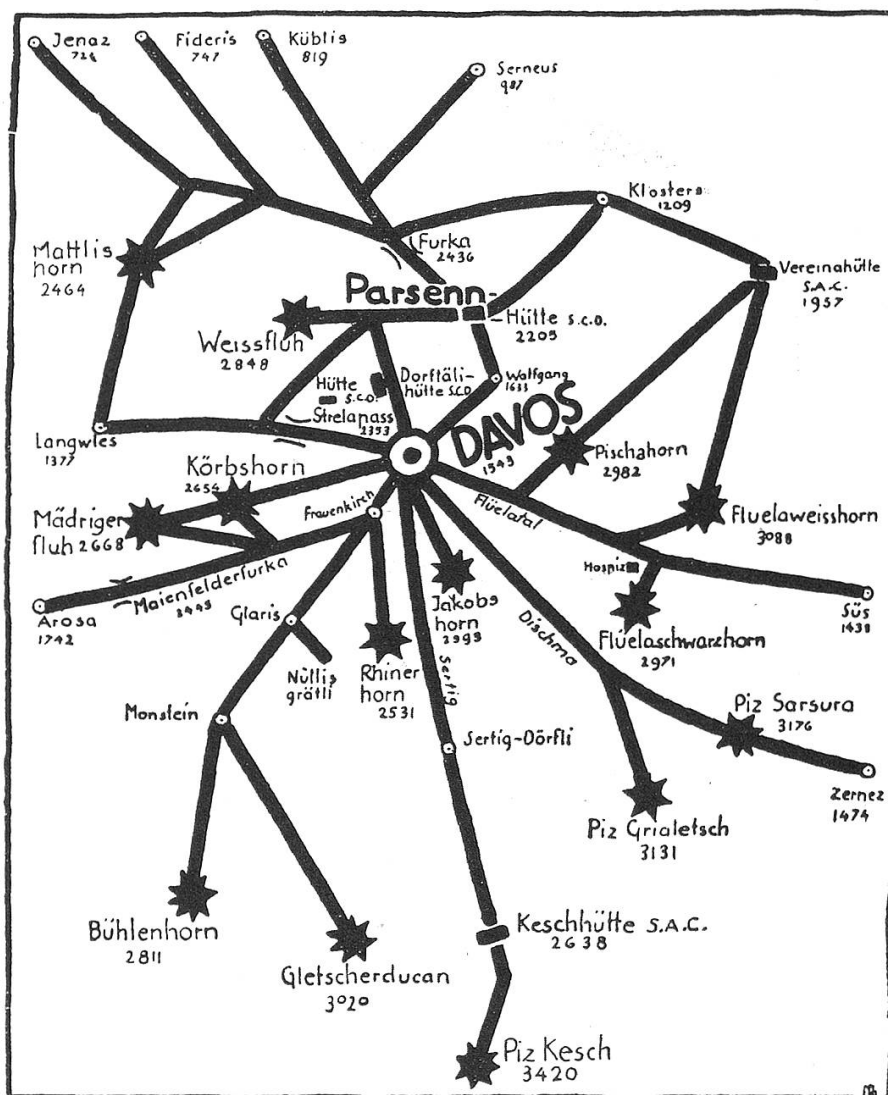 Jenaz
Fideris
747
Küblis
819
Serneus
987
Klosters
1209
Mattlis
horn
2464
Furka
2436
Vereinahütte
S.A.C.
1957
Parsenn-
Hütte S.C.D.
2205
Weissfluh
2848
Hütte
S.C.D.
Dorftäli-
hütte S.C.D.
Wolfgang
1633
Strelapass
2353
DAVOS
1543
Langwies
1377
Körbshorn
2654
Pischahorn
2982
Mädriger
fluh 2668
Frauenkirch
Flüelatal
Fluelaweisshorn
3088
Maienfelderfurka
Hospiz
Arosa
1742
Glaris
Jakobs
horn
Dischma
Flüelaschwarzhorn
2971
Süs
1438
Nüllis
grätli
Rhiner
horn
2531
Sertig
Monstein
Sertig-Dörfli
Piz Sarsura
3176
Zernez
1474
Piz Grialetsch
3131
Bühlenhorn
2811
Gletscherducan
3020
Keschhütte S.A.C.
2638
Piz Kesch
3420